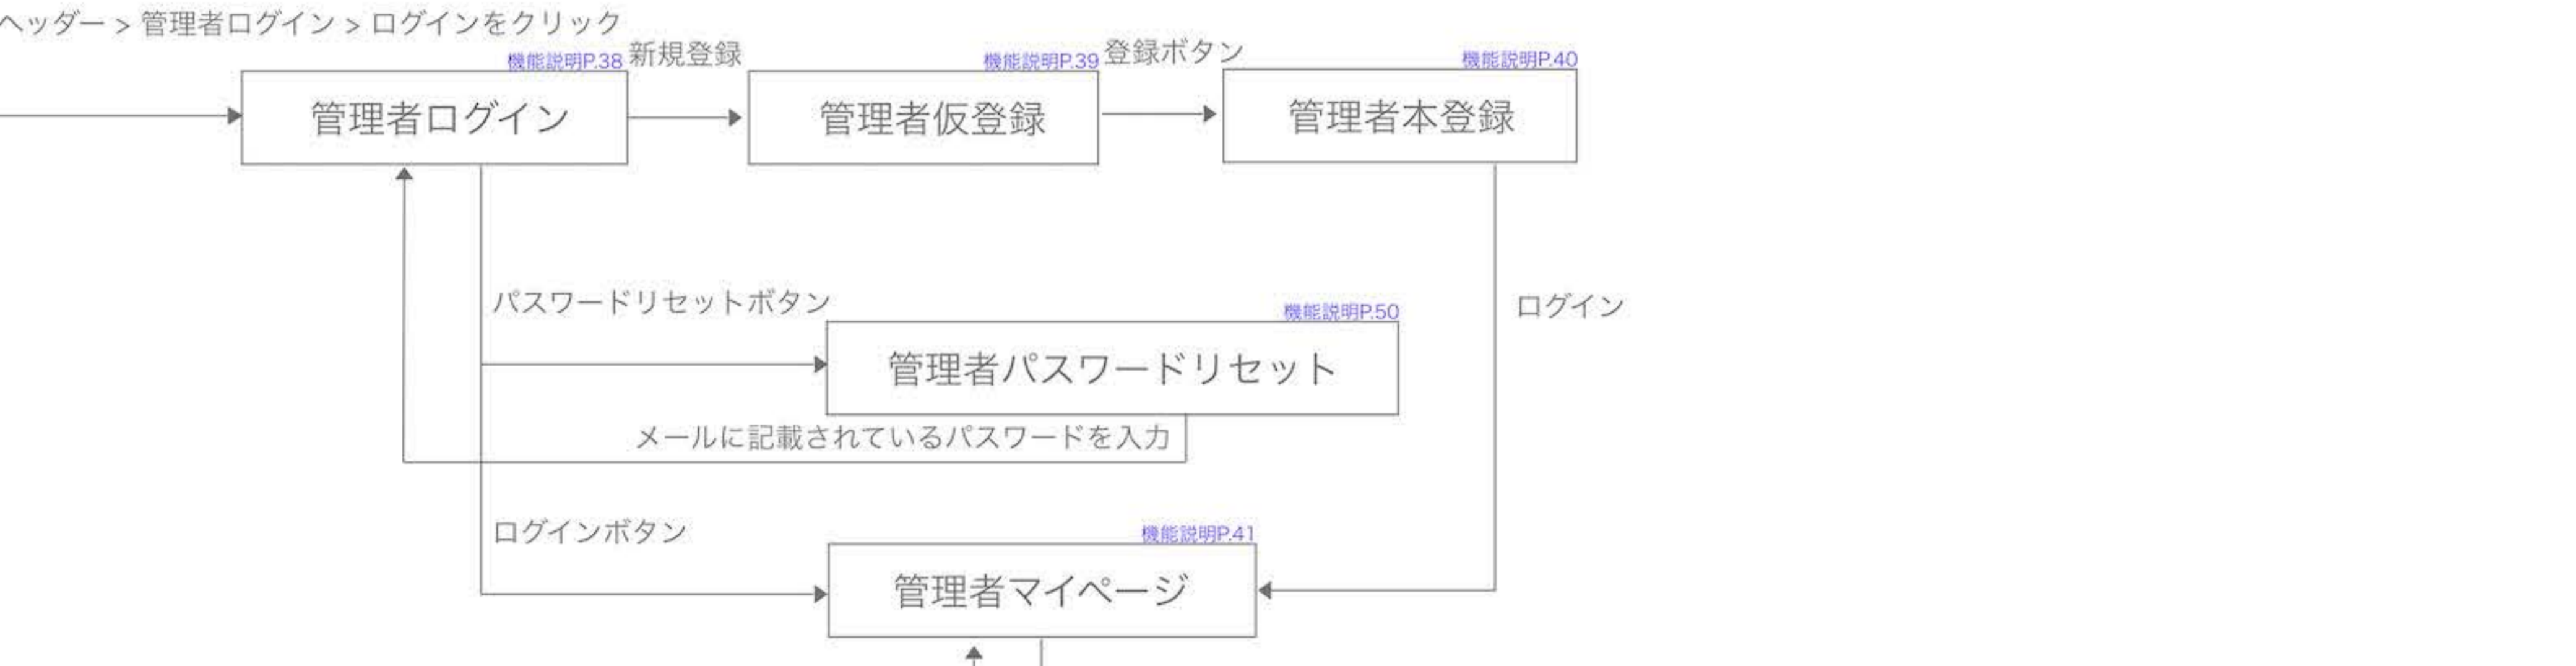 ヘッダー > 管理者ログイン > ログインをクリック
機能説明P.38
新規登録
機能説明P.39
登録ボタン
機能説明P.40
管理者ログイン
管理者仮登録
管理者本登録
パスワードリセットボタン
機能説明P.50
ログイン
管理者パスワードリセット
メールに記載されているパスワードを入力
ログインボタン
機能説明P.41
管理者マイページ